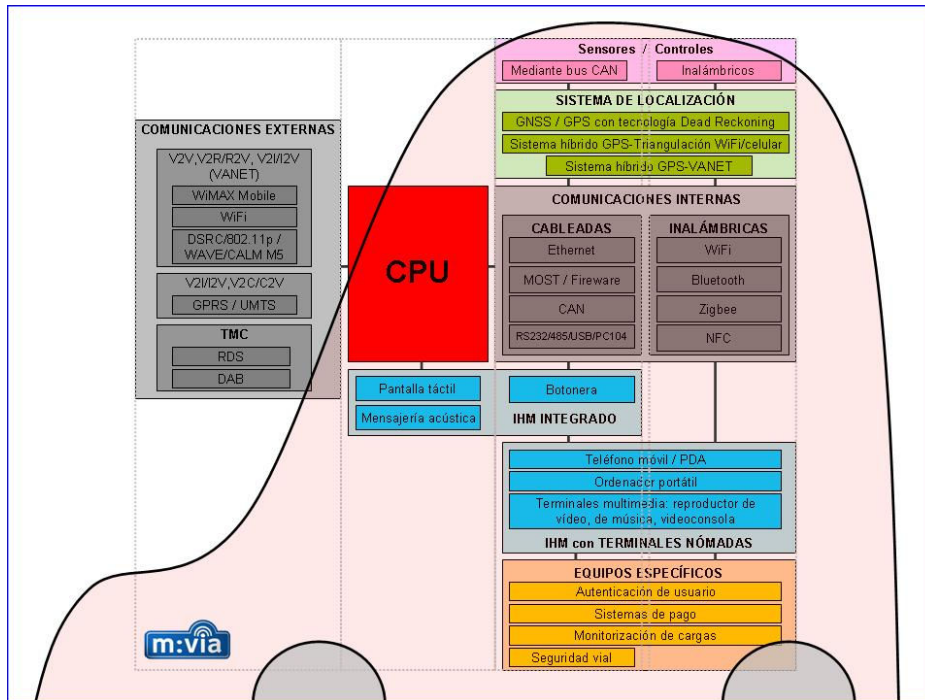 Sensores / Controles
Mediante bus CAN
Inalámbricos
SISTEMA DE LOCALIZACIÓN
GNSS / GPS con tecnología Dead Reckoning
Sistema híbrido GPS-Triangulación WiFi/celular
Sistema híbrido GPS-VANET
COMUNICACIONES EXTERNAS
V2V,V2R/R2V, V2I/I2V
(VANET)
WiMAX Mobile
WiFi
DSRC/802.11p /
WAVE/CALM M5
V2I/I2V,V2C/C2V
GPRS / UMTS
TMC
RDS
DAB
CPU
COMUNICACIONES INTERNAS
CABLEADAS
Ethernet
MOST / Fireware
CAN
RS232/485/USB/PC104
INALÁMBRICAS
WiFi
Bluetooth
Zigbee
NFC
Pantalla táctil
Botonera
Mensajería acústica
IHM INTEGRADO
Teléfono móvil / PDA
Ordenador portátil
Terminales multimedia: reproductor de
vídeo, de música, videoconsola
IHM con TERMINALES NÓMADAS
EQUIPOS ESPECÍFICOS
Autenticación de usuario
Sistemas de pago
Monitorización de cargas
Seguridad vial
m:via